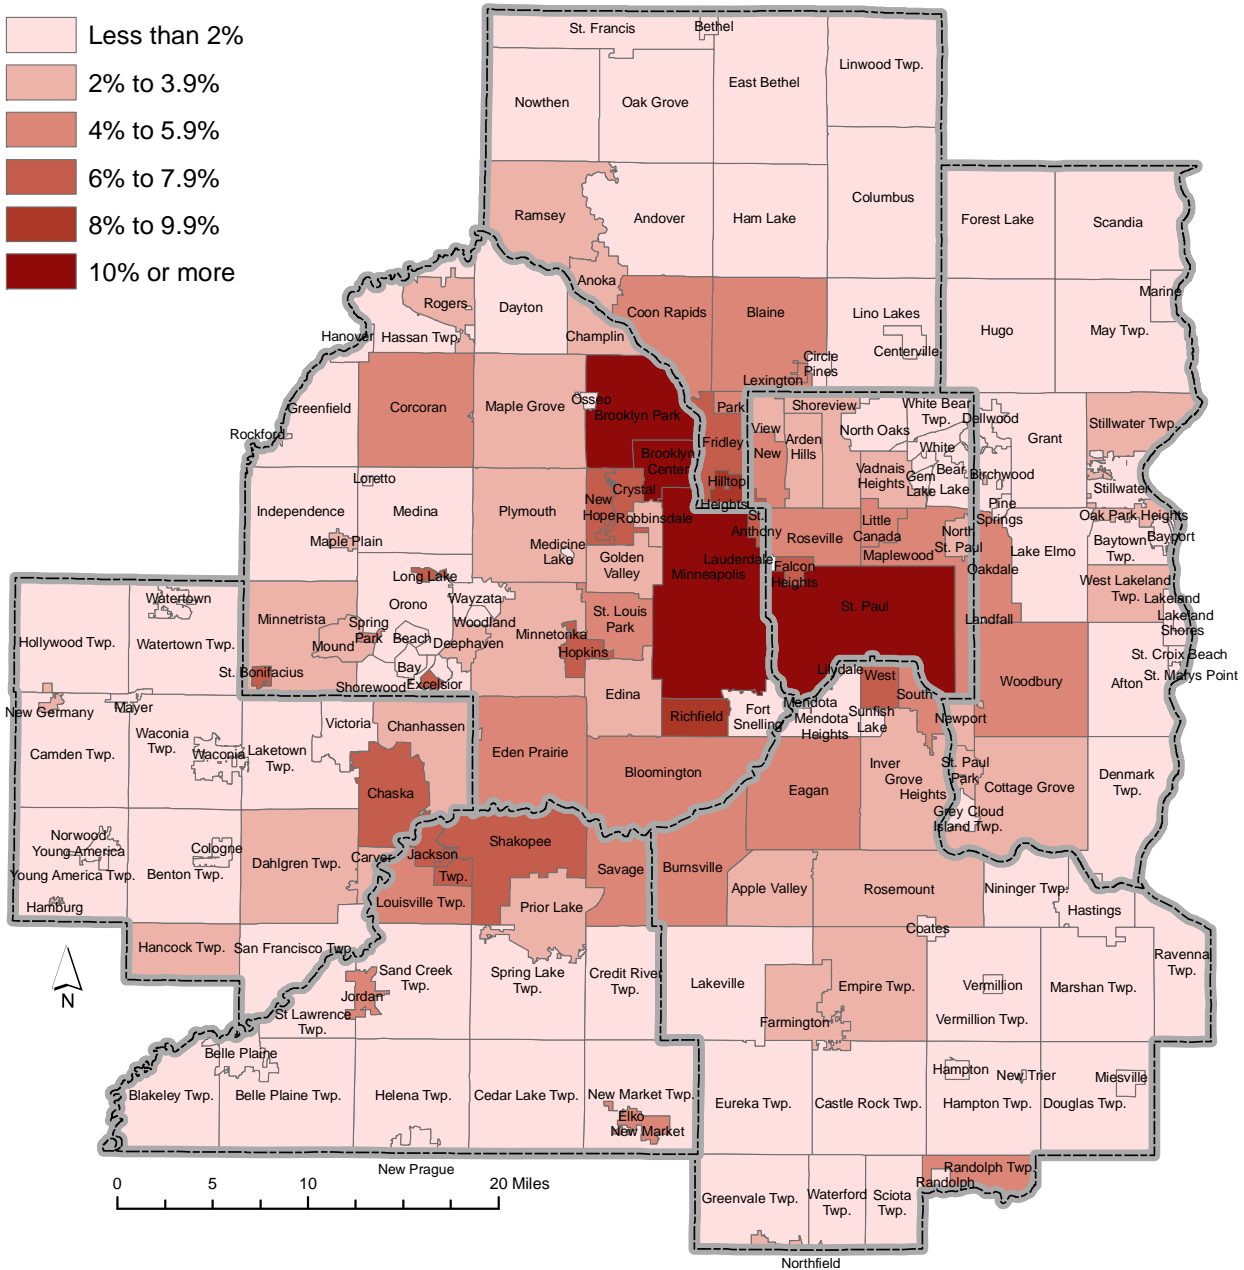 Less than 2%
2% to 3.9%
4% to 5.9%
6% to 7.9%
8% to 9.9%
10% or more
St. Francis
Bethel
Linwood Twp.
East Bethel
Nowthen
Oak Grove
Columbus
Ramsey
Andover
Ham Lake
Forest Lake
Scandia
Anoka
Rogers
Dayton
Coon Rapids
Blaine
Lino Lakes
Marine
Hanover
Hassan Twp.
Champlin
Centerville
Hugo
May Twp.
Circle
Pines
Lexington
Greenfield
Corcoran
Maple Grove
Osseo
Brooklyn Park
Park
Shoreview
White Bear
Twp.
Dellwood
Stillwater Twp.
Rockford
Fridley
View
New
Arden
Hills
North Oaks
Grant
Brooklyn
Center
White
Bear
Lake
Birchwood
Gem
Lake
Vadnais
Heights
Loretto
Crystal
Hilltop
Heights
Stillwater
Independence
Medina
Plymouth
New
Hope
Robbinsdale
St.
Anthony
Roseville
Little
Canada
North
St. Paul
Pine
Springs
Oak Park Heights
Bayport
Maple Plain
Medicine
Lake
Golden
Valley
Lauderdale
Maplewood
Lake Elmo
Baytown
Twp.
Long Lake
Minneapolis
Falcon
Heights
Oakdale
West Lakeland
Twp.
Lakeland
Watertown
Orono
Wayzata
St. Paul
Landfall
Lakeland
Shores
Hollywood Twp.
Watertown Twp.
Minnetrista
Spring
Park
Woodland
St. Louis
Park
Mound
Beach
Bay
Deephaven
Minnetonka
Hopkins
St. Croix Beach
St. Marys Point
St. Bonifacius
Shorewood
Excelsior
Edina
Lilydale
West
South
Woodbury
Afton
New Germany
Mayer
Victoria
Chanhassen
Richfield
Fort
Snelling
Mendota
Mendota
Heights
Sunfish
Lake
Newport
Camden Twp.
Waconia
Twp.
Waconia
Laketown
Twp.
Eden Prairie
Bloomington
Inver
Grove
Heights
St. Paul
Park
Cottage Grove
Denmark
Twp.
Chaska
Eagan
Grey Cloud
Island Twp.
Norwood
Young America
Cologne
Dahlgren Twp.
Carver
Jackson
Twp.
Shakopee
Savage
Burnsville
Young America Twp.
Benton Twp.
Apple Valley
Rosemount
Nininger Twp.
Hamburg
Louisville Twp.
Prior Lake
Hastings
Coates
Hancock Twp.
San Francisco Twp.
Sand Creek
Twp.
Spring Lake
Twp.
Credit River
Twp.
Ravenna
Twp.
N
Jordan
Lakeville
Empire Twp.
Vermillion
Marshan Twp.
St Lawrence
Twp.
Farmington
Vermillion Twp.
Belle Plaine
Hampton
New Trier
Miesville
Blakeley Twp.
Belle Plaine Twp.
Helena Twp.
Cedar Lake Twp.
New Market Twp.
Elko
New Market
Eureka Twp.
Castle Rock Twp.
Hampton Twp.
Douglas Twp.
New Prague
Randolph Twp.
Randolph
0 5 10 20 Miles
Greenvale Twp.
Waterford
Twp.
Sciota
Twp.
Northfield